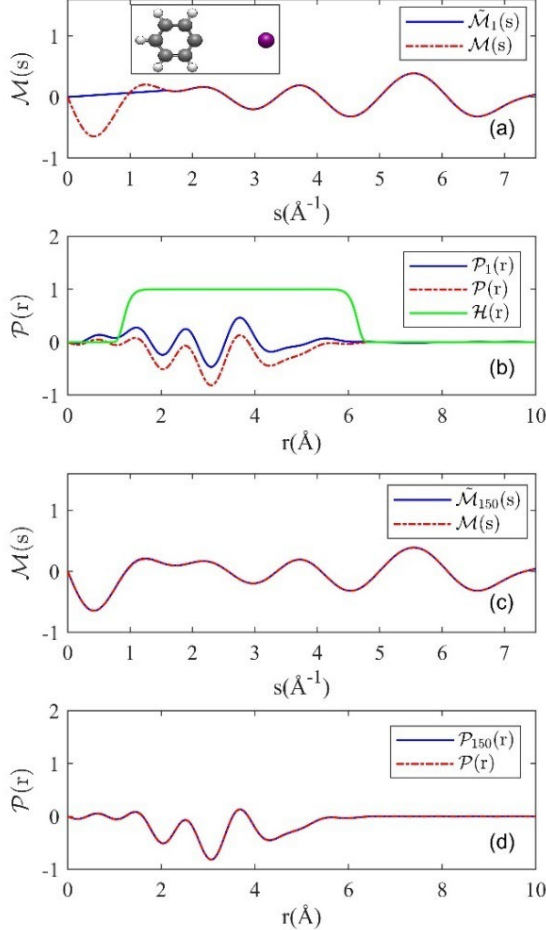 1
0
-1
M(s)
M̃₁(s)
M(s)
(a)
0 1 2 3 4 5 6 7
s(Å⁻¹)
2
1
0
-1
P(r)
P₁(r)
P(r)
H(r)
(b)
0 2 4 6 8 10
r(Å)
1
0
-1
M(s)
M̃₁₅₀(s)
M(s)
(c)
0 1 2 3 4 5 6 7
s(Å⁻¹)
2
1
0
-1
P(r)
P₁₅₀(r)
P(r)
(d)
0 2 4 6 8 10
r(Å)